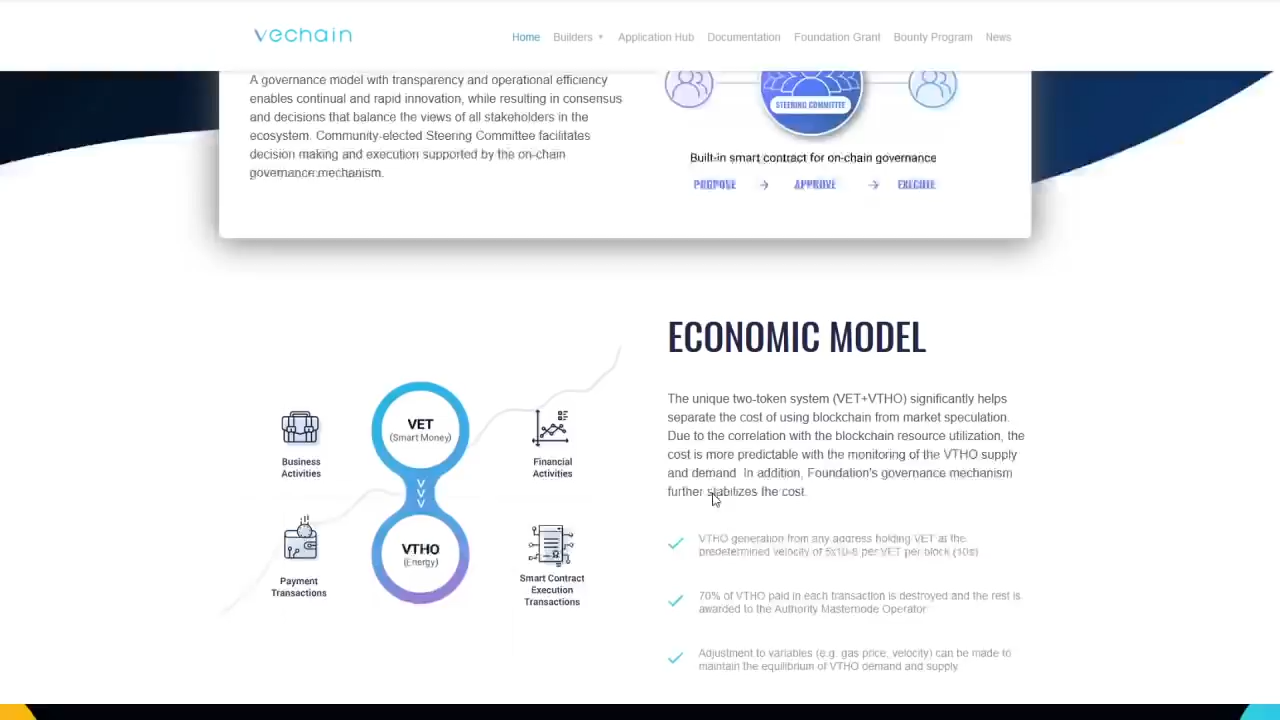 vechain
Home Builders Application Hub Documentation Foundation Grant Bounty Program News
A governance model with transparency and operational efficiency
enables continual and rapid innovation, while resulting in consensus
and decisions that balance the views of all stakeholders in the
ecosystem. Community-elected Steering Committee facilitates
decision making and execution supported by the on-chain
governance mechanism.
STEERING COMMITTEE
Built-in smart contract for on-chain governance
PROPOSE → APPROVE → EXECUTE
ECONOMIC MODEL
The unique two-token system (VET+VTHO) significantly helps
separate the cost of using blockchain from market speculation.
Due to the correlation with the blockchain resource utilization, the
cost is more predictable with the monitoring of the VTHO supply
and demand. In addition, Foundation's governance mechanism
further stabilizes the cost.
VET
(Smart Money)
VTHO
(Energy)
Business
Activities
Financial
Activities
Payment
Transactions
Smart Contract
Execution
Transactions
VTHO generation from any address holding VET at the
predetermined velocity of per VET per block (10s)
70% of VTHO paid in each transaction is destroyed and the rest is
awarded to the Authority Masternode Operator
Adjustment to variables (e.g. gas price, velocity) can be made to
maintain the equilibrium of VTHO demand and supply